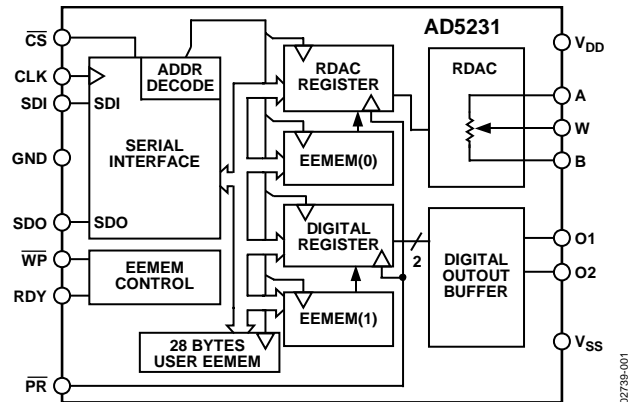 AD5231
CS
CLK
SDI
GND
SDO
WP
RDY
PR
ADDR
DECODE
SDI
SERIAL
INTERFACE
SDO
EEMEM
CONTROL
28 BYTES
USER EEMEM
RDAC
REGISTER
EEMEM(0)
DIGITAL
REGISTER
EEMEM(1)
2
RDAC
DIGITAL
OUTOUT
BUFFER
VDD
A
W
B
O1
O2
VSS
02739-001